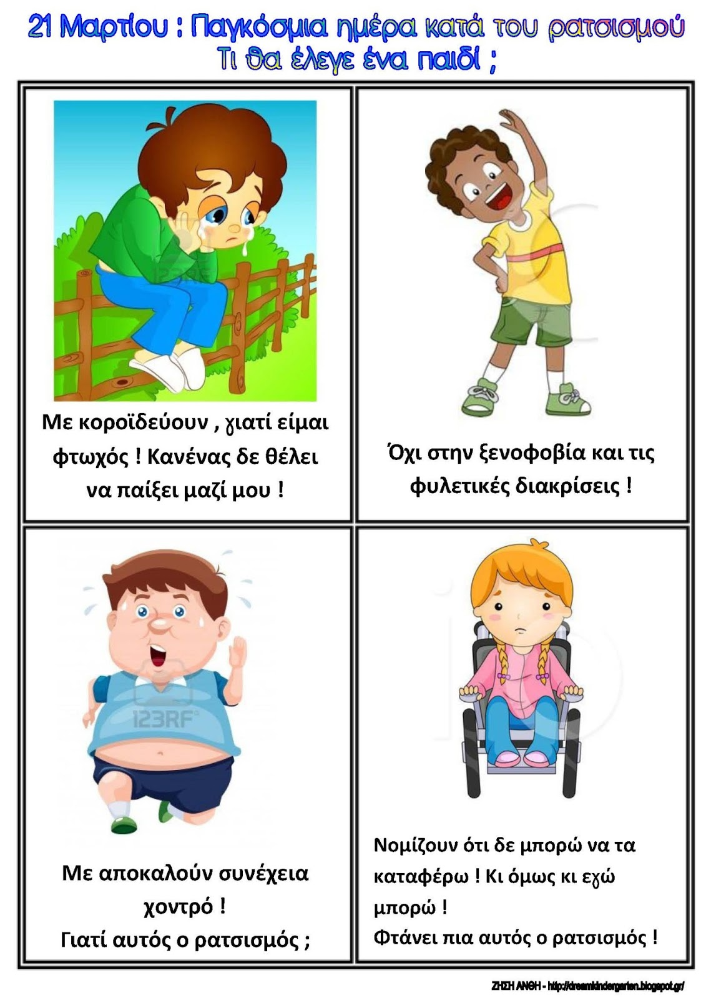 21 Μαρτίου : Παγκόσμια ημέρα κατά του ρατσισμού
Τι θα έλεγε ένα παιδί ;
123RF
Με κοροϊδεύουν , γιατί είμαι
φτωχός ! Κανένας δε θέλει
να παίξει μαζί μου !
Όχι στην ξενοφοβία και τις
φυλετικές διακρίσεις !
123RF
Με αποκαλούν συνέχεια
χοντρό !
Γιατί αυτός ο ρατσισμός ;
Νομίζουν ότι δε μπορώ να τα
καταφέρω ! Κι όμως κι εγώ
μπορώ !
Φτάνει πια αυτός ο ρατσισμός !
ΖΗΣΗ ΑΝΘΗ - http://dreamkindergarten.blogspot.gr/